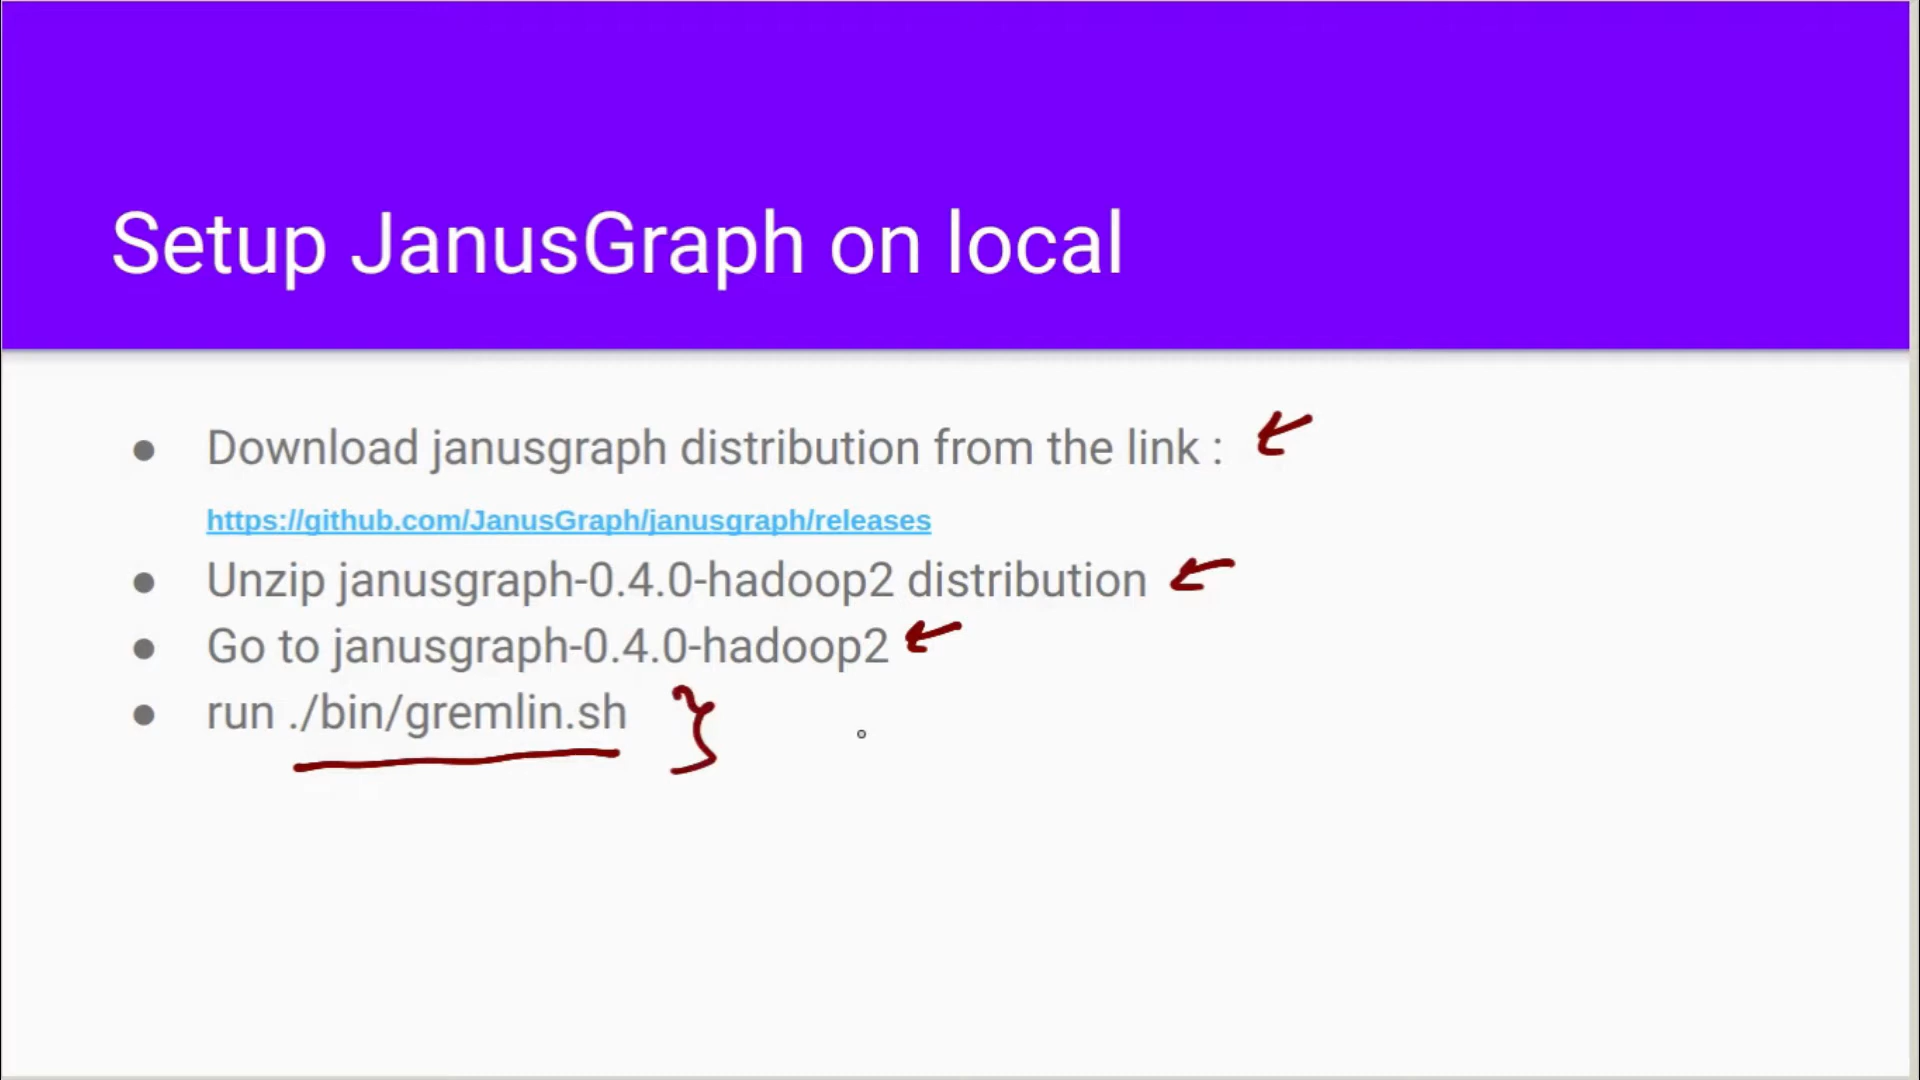 Setup JanusGraph on local
● Download janusgraph distribution from the link :
https://github.com/JanusGraph/janusgraph/releases
● Unzip janusgraph-0.4.0-hadoop2 distribution
● Go to janusgraph-0.4.0-hadoop2
● run ./bin/gremlin.sh